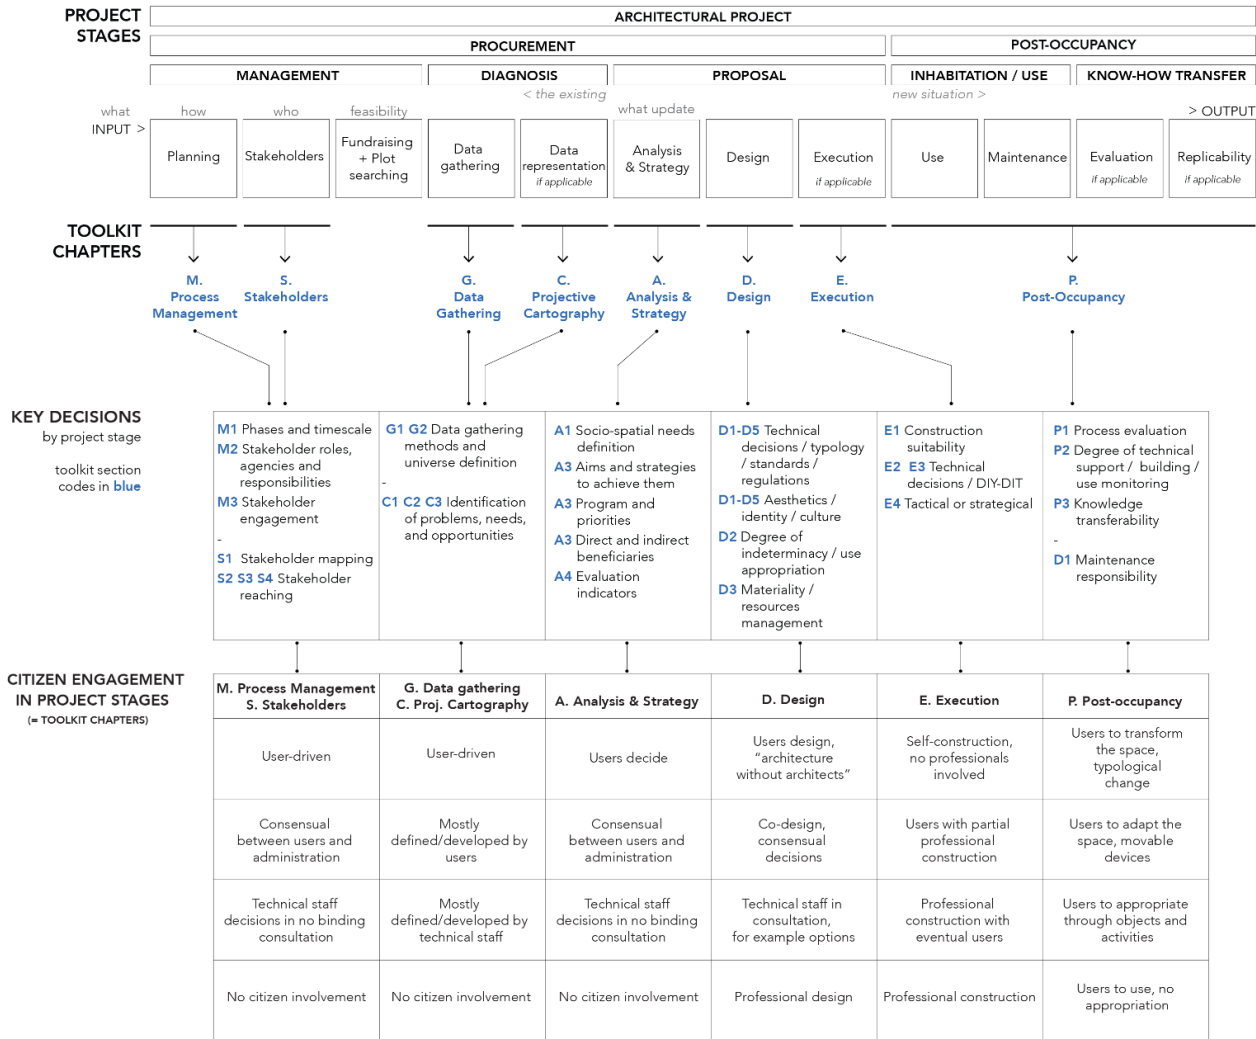 PROJECT
STAGES
ARCHITECTURAL PROJECT
PROCUREMENT
POST-OCCUPANCY
MANAGEMENT
DIAGNOSIS
PROPOSAL
INHABITATION / USE
KNOW-HOW TRANSFER
< the existing
new situation >
what
how
who
feasibility
what update
INPUT >
> OUTPUT
Planning
Stakeholders
Fundraising
+ Plot
searching
Data
gathering
Data
representation
if applicable
Analysis
& Strategy
Design
Execution
if applicable
Use
Maintenance
Evaluation
if applicable
Replicability
if applicable
TOOLKIT
CHAPTERS
M.
Process
Management
S.
Stakeholders
G.
Data
Gathering
C.
Projective
Cartography
A.
Analysis &
Strategy
D.
Design
E.
Execution
P.
Post-Occupancy
KEY DECISIONS
by project stage
toolkit section
codes in blue
M1 Phases and timescale
M2 Stakeholder roles,
agencies and
responsibilities
M3 Stakeholder
engagement
-
S1 Stakeholder mapping
S2 S3 S4 Stakeholder
reaching
G1 G2 Data gathering
methods and
universe definition
-
C1 C2 C3 Identification
of problems, needs,
and opportunities
A1 Socio-spatial needs
definition
A3 Aims and strategies
to achieve them
A3 Program and
priorities
A3 Direct and indirect
beneficiaries
A4 Evaluation
indicators
D1-D5 Technical
decisions / typology
/ standards /
regulations
D1-D5 Aesthetics /
identity / culture
D2 Degree of
indeterminacy / use
appropriation
D3 Materiality /
resources
management
E1 Construction
suitability
E2 E3 Technical
decisions / DIY-DIT
E4 Tactical or strategical
P1 Process evaluation
P2 Degree of technical
support / building /
use monitoring
P3 Knowledge
transferability
-
D1 Maintenance
responsibility
CITIZEN ENGAGEMENT
IN PROJECT STAGES
(= TOOLKIT CHAPTERS)
M. Process Management
S. Stakeholders
G. Data gathering
C. Proj. Cartography
A. Analysis & Strategy
D. Design
E. Execution
P. Post-occupancy
User-driven
User-driven
Users decide
Users design,
“architecture
without architects”
Self-construction,
no professionals
involved
Users to transform
the space,
typological
change
Consensual
between users and
administration
Mostly
defined/developed by
users
Consensual
between users and
administration
Co-design,
consensual
decisions
Users with partial
professional
construction
Users to adapt the
space, movable
devices
Technical staff
decisions in no binding
consultation
Mostly
defined/developed by
technical staff
Technical staff
decisions in no binding
consultation
Technical staff in
consultation,
for example options
Professional
construction with
eventual users
Users to appropriate
through objects and
activities
No citizen involvement
No citizen involvement
No citizen involvement
Professional design
Professional construction
Users to use, no
appropriation